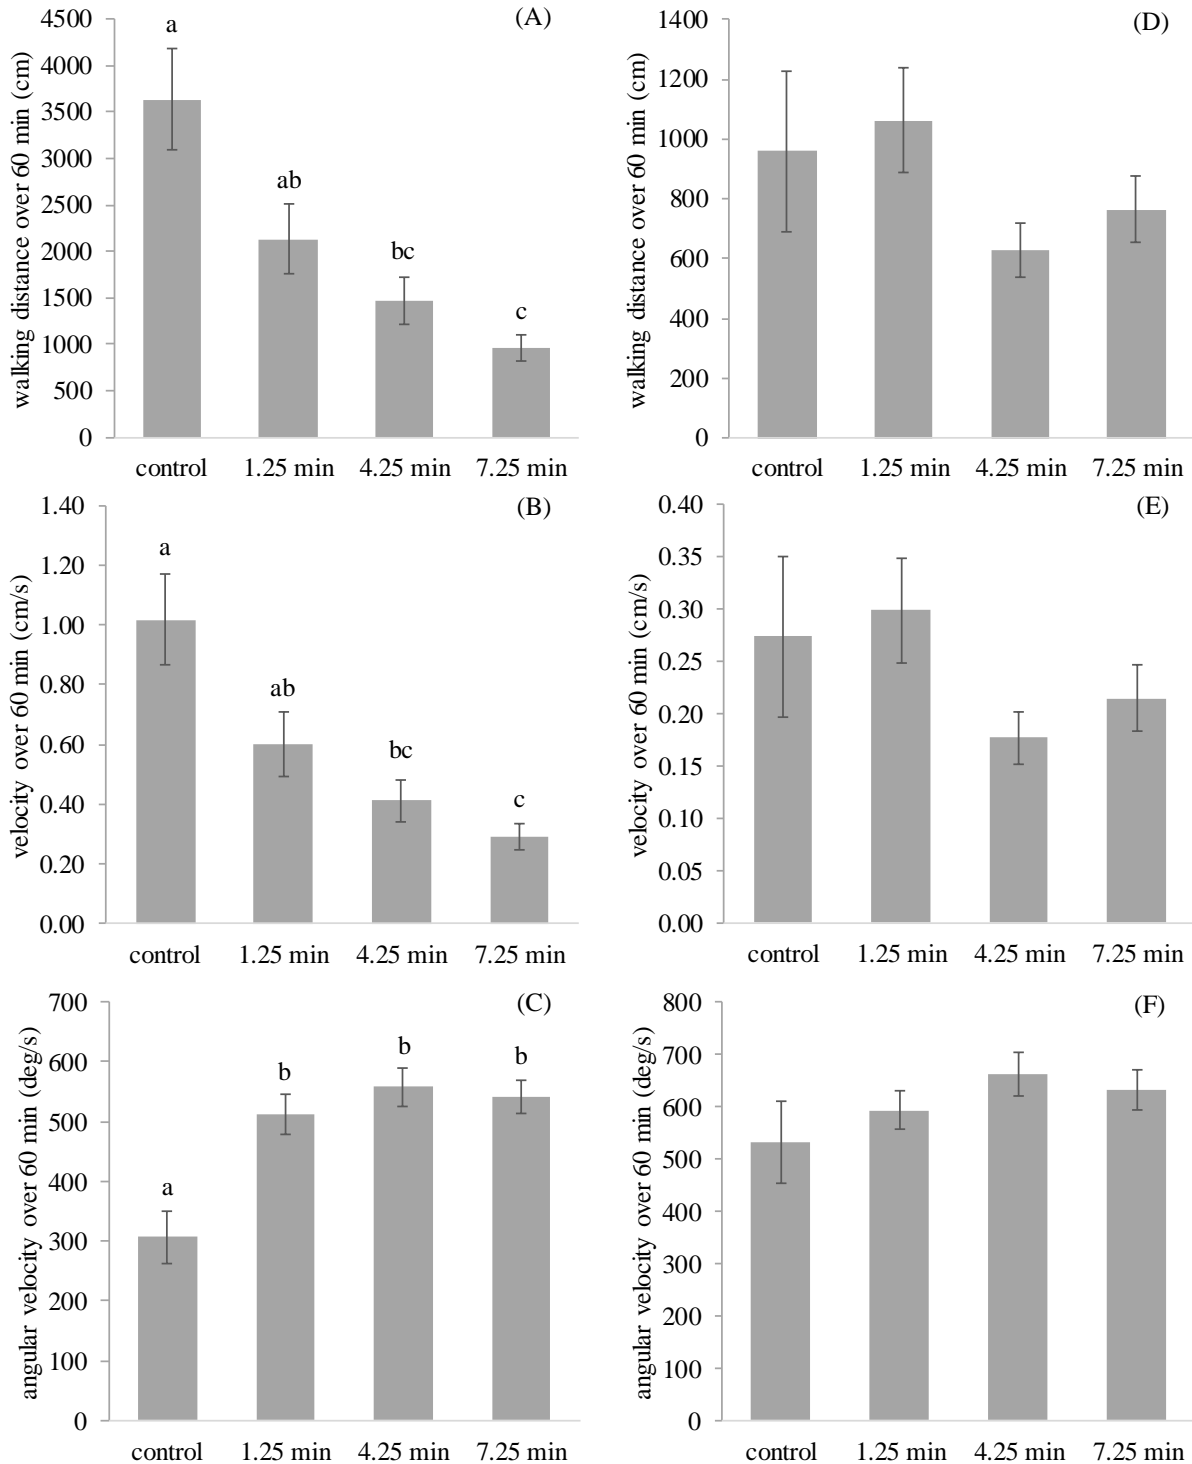 (A)
walking distance over 60 min (cm)
4500
4000
3500
3000
2500
2000
1500
1000
500
0
a
ab
bc
c
control 1.25 min 4.25 min 7.25 min
(D)
walking distance over 60 min (cm)
1400
1200
1000
800
600
400
200
0
control 1.25 min 4.25 min 7.25 min
(B)
velocity over 60 min (cm/s)
1.40
1.20
1.00
0.80
0.60
0.40
0.20
0.00
a
ab
bc
c
control 1.25 min 4.25 min 7.25 min
(E)
velocity over 60 min (cm/s)
0.40
0.35
0.30
0.25
0.20
0.15
0.10
0.05
0.00
control 1.25 min 4.25 min 7.25 min
(C)
angular velocity over 60 min (deg/s)
700
600
500
400
300
200
100
0
a
b
b
b
control 1.25 min 4.25 min 7.25 min
(F)
angular velocity over 60 min (deg/s)
800
700
600
500
400
300
200
100
0
control 1.25 min 4.25 min 7.25 min